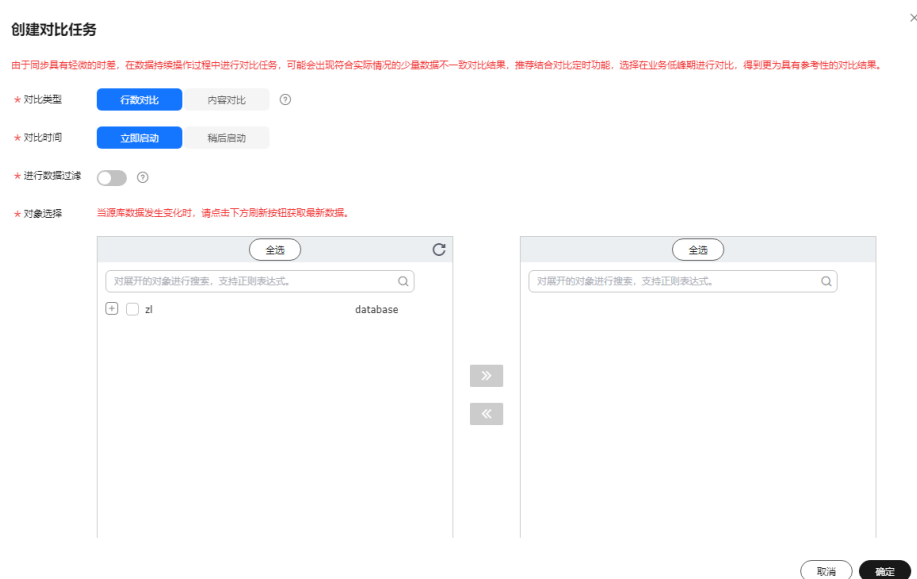 创建对比任务
由于同步具有轻微的时差，在数据持续操作过程中进行对比任务，可能会出现符合实际情况的少量数据不一致对比结果，推荐结合对比定时功能，选择在业务低峰期进行对比，得到更为具有参考性的对比结果。
* 对比类型 行数对比 内容对比
* 对比时间 立即启动 稍后启动
* 进行数据过滤
* 对象选择 当源库数据发生变化时，请点击下方刷新按钮获取最新数据。
全选 全选
对展开的对象进行搜索，支持正则表达式。 对展开的对象进行搜索，支持正则表达式。
zl database
取消 确定